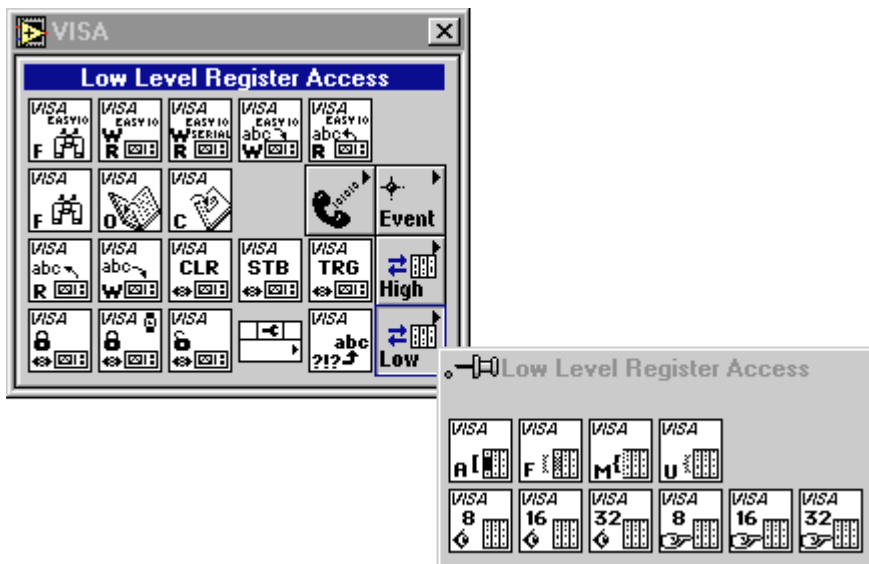 VISA
Low Level Register Access
VISA EASY IO F
VISA EASY IO W R
VISA EASY IO W SERIAL R
VISA EASY IO abc W
VISA EASY IO abc R
VISA F
VISA O
VISA C
Event
VISA abc R
VISA abc W
VISA CLR
VISA STB
VISA TRG
High
VISA
VISA
VISA
VISA abc ?!?
Low
Low Level Register Access
VISA A
VISA F
VISA M
VISA U
VISA 8
VISA 16
VISA 32
VISA 8
VISA 16
VISA 32